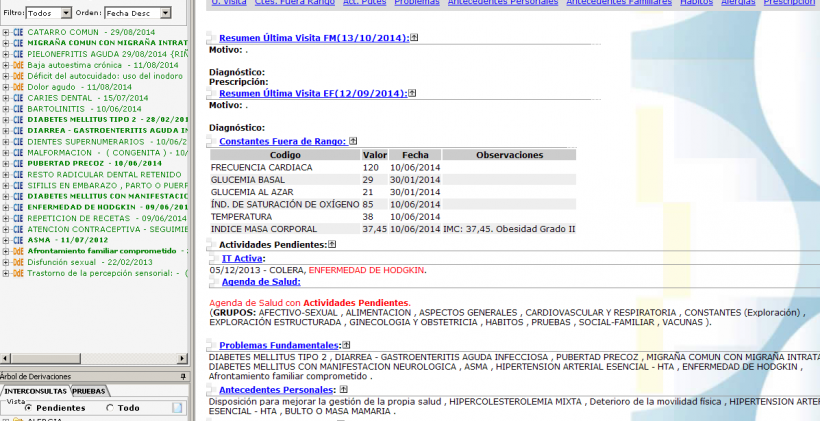 Filtro: Todos Orden: Fecha Desc
CIE CATARRO COMUN - 29/08/2014
CIE MIGRAÑA COMUN CON MIGRAÑA INTRAT
CIE PIELONEFRITIS AGUDA 29/08/2014 (RIÑ
DdE Baja autoestima crónica - 11/08/2014
DdE Déficit del autocuidado: uso del inodoro
DdE Dolor agudo - 11/08/2014
CIE CARIES DENTAL - 15/07/2014
CIE BARTOLINITIS - 10/06/2014
CIE DIABETES MELLITUS TIPO 2 - 28/02/201
CIE DIARREA - GASTROENTERITIS AGUDA IN
CIE DIENTES SUPERNUMERARIOS - 10/06/2
CIE MALFORMACION - ( CONGENITA ) - 10/
CIE PUBERTAD PRECOZ - 10/06/2014
CIE RESTO RADICULAR DENTAL RETENIDO
CIE SIFILIS EN EMBARAZO , PARTO O PUERP
CIE DIABETES MELLITUS CON MANIFESTACIC
CIE ENFERMEDAD DE HODGKIN - 09/06/201
CIE REPETICION DE RECETAS - 09/06/2014
CIE ATENCION CONTRACEPTIVA - SEGUIMIE
CIE ASMA - 11/07/2012
DdE Afrontamiento familiar comprometido -
DdE Disfunción sexual - 22/02/2013
DdE Trastorno de la percepción sensorial: - (
Árbol de Derivaciones
INTERCONSULTAS PRUEBAS
Vista
Pendientes Todo
ALERGIA
U. Visita Ctes. Fuera Rango Act. Pdtes Problemas Antecedentes Personales Antecedentes Familiares Hábitos Alergias Prescripción
Resumen Última Visita FM(13/10/2014):
Motivo: .
Diagnóstico:
Prescripción:
Resumen Última Visita EF(12/09/2014):
Motivo: .
Diagnóstico:
Constantes Fuera de Rango:
Codigo Valor Fecha Observaciones
FRECUENCIA CARDIACA 120 10/06/2014
GLUCEMIA BASAL 29 30/01/2014
GLUCEMIA AL AZAR 21 30/01/2014
ÍND. DE SATURACIÓN DE OXÍGENO 85 10/06/2014
TEMPERATURA 38 10/06/2014
INDICE MASA CORPORAL 37,45 10/06/2014 IMC: 37,45. Obesidad Grado II
Actividades Pendientes:
IT Activa:
05/12/2013 - COLERA, ENFERMEDAD DE HODGKIN.
Agenda de Salud:
Agenda de Salud con Actividades Pendientes.
(GRUPOS: AFECTIVO-SEXUAL , ALIMENTACION , ASPECTOS GENERALES , CARDIOVASCULAR Y RESPIRATORIA , CONSTANTES (Exploración) ,
EXPLORACIÓN ESTRUCTURADA , GINECOLOGIA Y OBSTETRICIA , HABITOS , PRUEBAS , SOCIAL-FAMILIAR , VACUNAS ).
Problemas Fundamentales:
DIABETES MELLITUS TIPO 2 , DIARREA - GASTROENTERITIS AGUDA INFECCIOSA , PUBERTAD PRECOZ , MIGRAÑA COMUN CON MIGRAÑA INTRATA
DIABETES MELLITUS CON MANIFESTACION NEUROLOGICA , ASMA , HIPERTENSION ARTERIAL ESENCIAL - HTA , ENFERMEDAD DE HODGKIN ,
Afrontamiento familiar comprometido .
Antecedentes Personales:
Disposición para mejorar la gestión de la propia salud , HIPERCOLESTEROLEMIA MIXTA , Deterioro de la movilidad física , HIPERTENSION ARTER
ESENCIAL - HTA , BULTO O MASA MAMARIA .